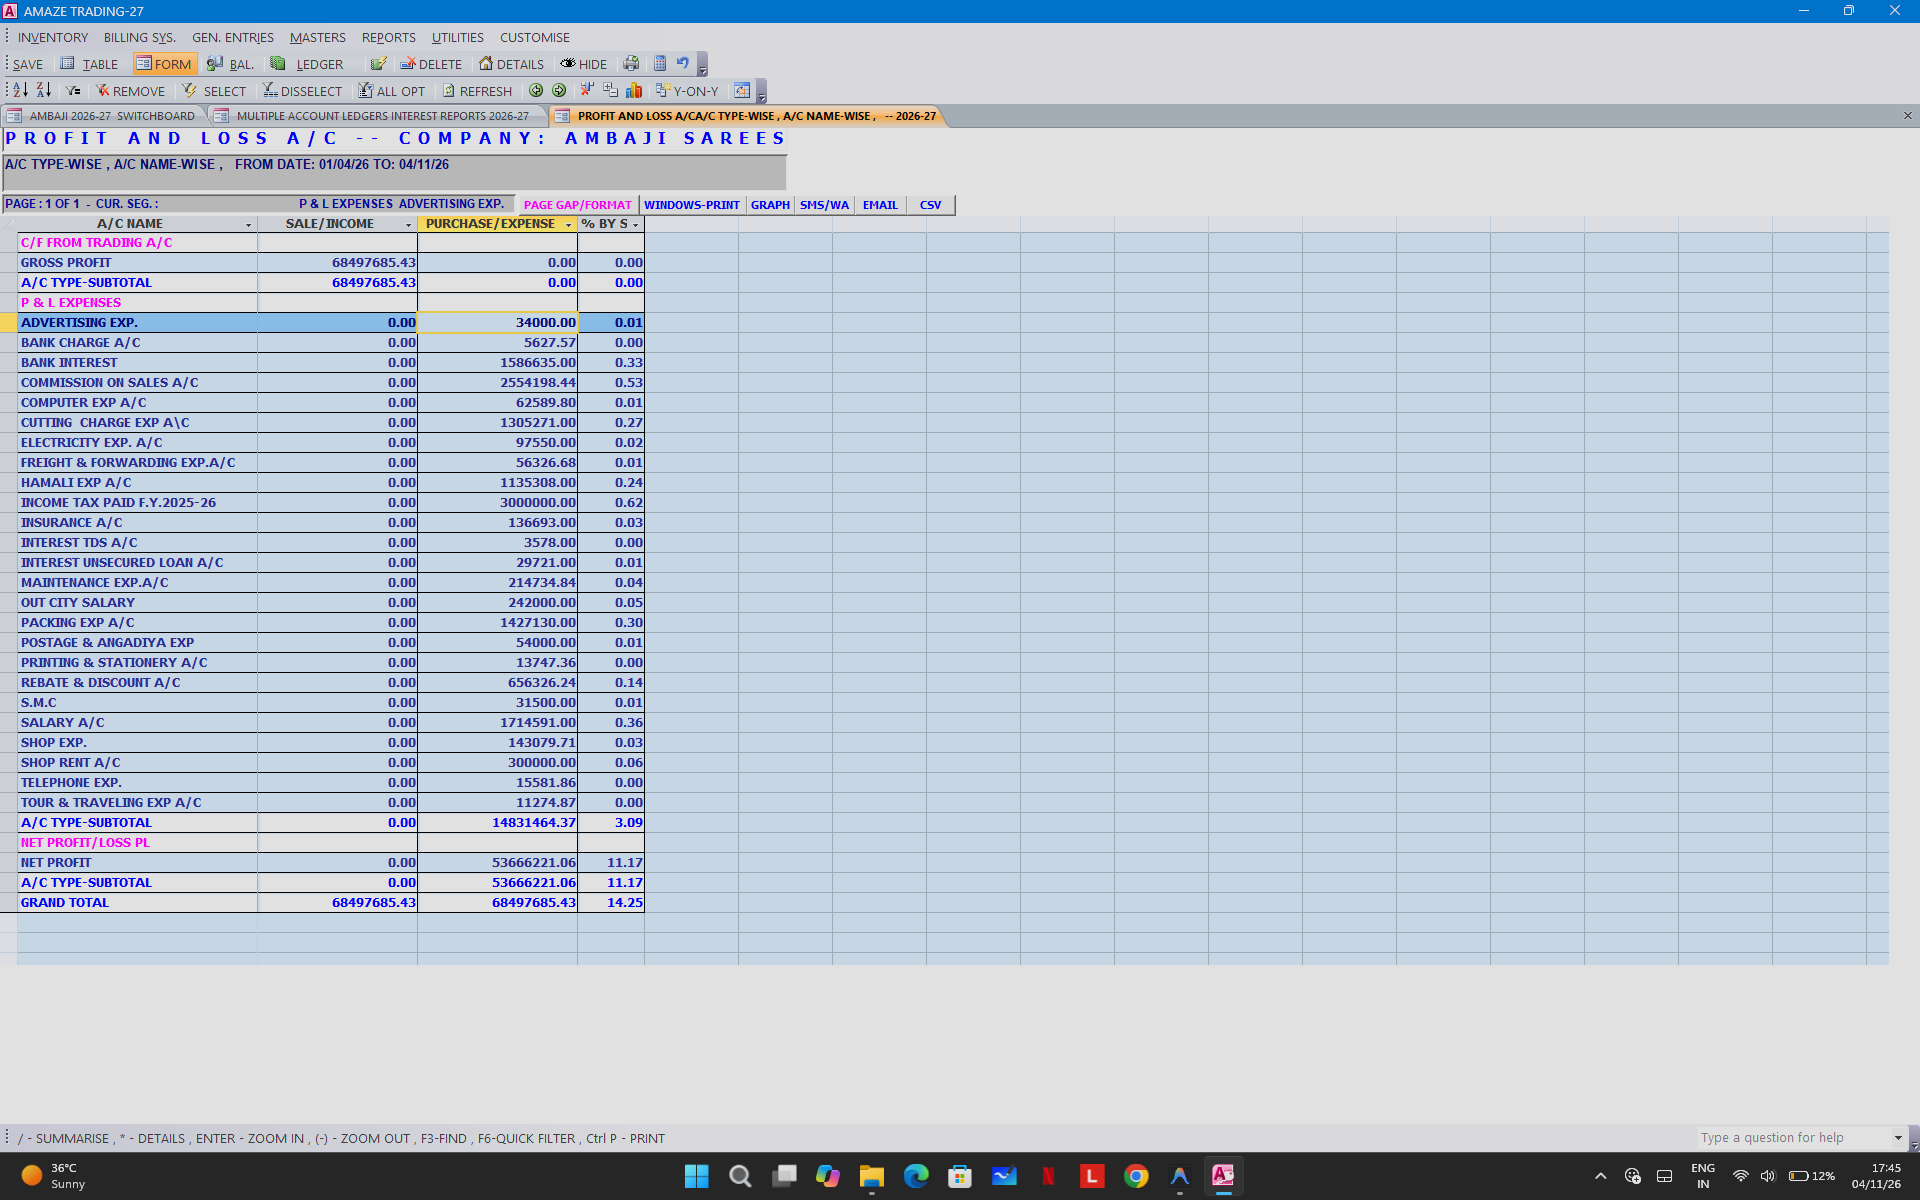 AMAZE TRADING-27
INVENTORY BILLING SYS. GEN. ENTRIES MASTERS REPORTS UTILITIES CUSTOMISE
SAVE TABLE FORM BAL. LEDGER DELETE DETAILS HIDE
REMOVE SELECT DISSELECT ALL OPT REFRESH Y-ON-Y
AMBAJI 2026-27 SWITCHBOARD MULTIPLE ACCOUNT LEDGERS INTEREST REPORTS 2026-27 PROFIT AND LOSS A/CA/C TYPE-WISE , A/C NAME-WISE , -- 2026-27
PROFIT AND LOSS A/C -- COMPANY: AMBAJI SAREES
A/C TYPE-WISE , A/C NAME-WISE , FROM DATE: 01/04/26 TO: 04/11/26
PAGE : 1 OF 1 - CUR. SEG. : P & L EXPENSES ADVERTISING EXP. PAGE GAP/FORMAT WINDOWS-PRINT GRAPH SMS/WA EMAIL CSV
A/C NAME SALE/INCOME PURCHASE/EXPENSE % BY S
C/F FROM TRADING A/C
GROSS PROFIT 68497685.43 0.00 0.00
A/C TYPE-SUBTOTAL 68497685.43 0.00 0.00
P & L EXPENSES
ADVERTISING EXP. 0.00 34000.00 0.01
BANK CHARGE A/C 0.00 5627.57 0.00
BANK INTEREST 0.00 1586635.00 0.33
COMMISSION ON SALES A/C 0.00 2554198.44 0.53
COMPUTER EXP A/C 0.00 62589.80 0.01
CUTTING CHARGE EXP A\C 0.00 1305271.00 0.27
ELECTRICITY EXP. A/C 0.00 97550.00 0.02
FREIGHT & FORWARDING EXP.A/C 0.00 56326.68 0.01
HAMALI EXP A/C 0.00 1135308.00 0.24
INCOME TAX PAID F.Y.2025-26 0.00 3000000.00 0.62
INSURANCE A/C 0.00 136693.00 0.03
INTEREST TDS A/C 0.00 3578.00 0.00
INTEREST UNSECURED LOAN A/C 0.00 29721.00 0.01
MAINTENANCE EXP.A/C 0.00 214734.84 0.04
OUT CITY SALARY 0.00 242000.00 0.05
PACKING EXP A/C 0.00 1427130.00 0.30
POSTAGE & ANGADIYA EXP 0.00 54000.00 0.01
PRINTING & STATIONERY A/C 0.00 13747.36 0.00
REBATE & DISCOUNT A/C 0.00 656326.24 0.14
S.M.C 0.00 31500.00 0.01
SALARY A/C 0.00 1714591.00 0.36
SHOP EXP. 0.00 143079.71 0.03
SHOP RENT A/C 0.00 300000.00 0.06
TELEPHONE EXP. 0.00 15581.86 0.00
TOUR & TRAVELING EXP A/C 0.00 11274.87 0.00
A/C TYPE-SUBTOTAL 0.00 14831464.37 3.09
NET PROFIT/LOSS PL
NET PROFIT 0.00 53666221.06 11.17
A/C TYPE-SUBTOTAL 0.00 53666221.06 11.17
GRAND TOTAL 68497685.43 68497685.43 14.25
/ - SUMMARISE , * - DETAILS , ENTER - ZOOM IN , (-) - ZOOM OUT , F3-FIND , F6-QUICK FILTER , Ctrl P - PRINT Type a question for help
36°C
Sunny
ENG
IN
12%
17:45
04/11/26